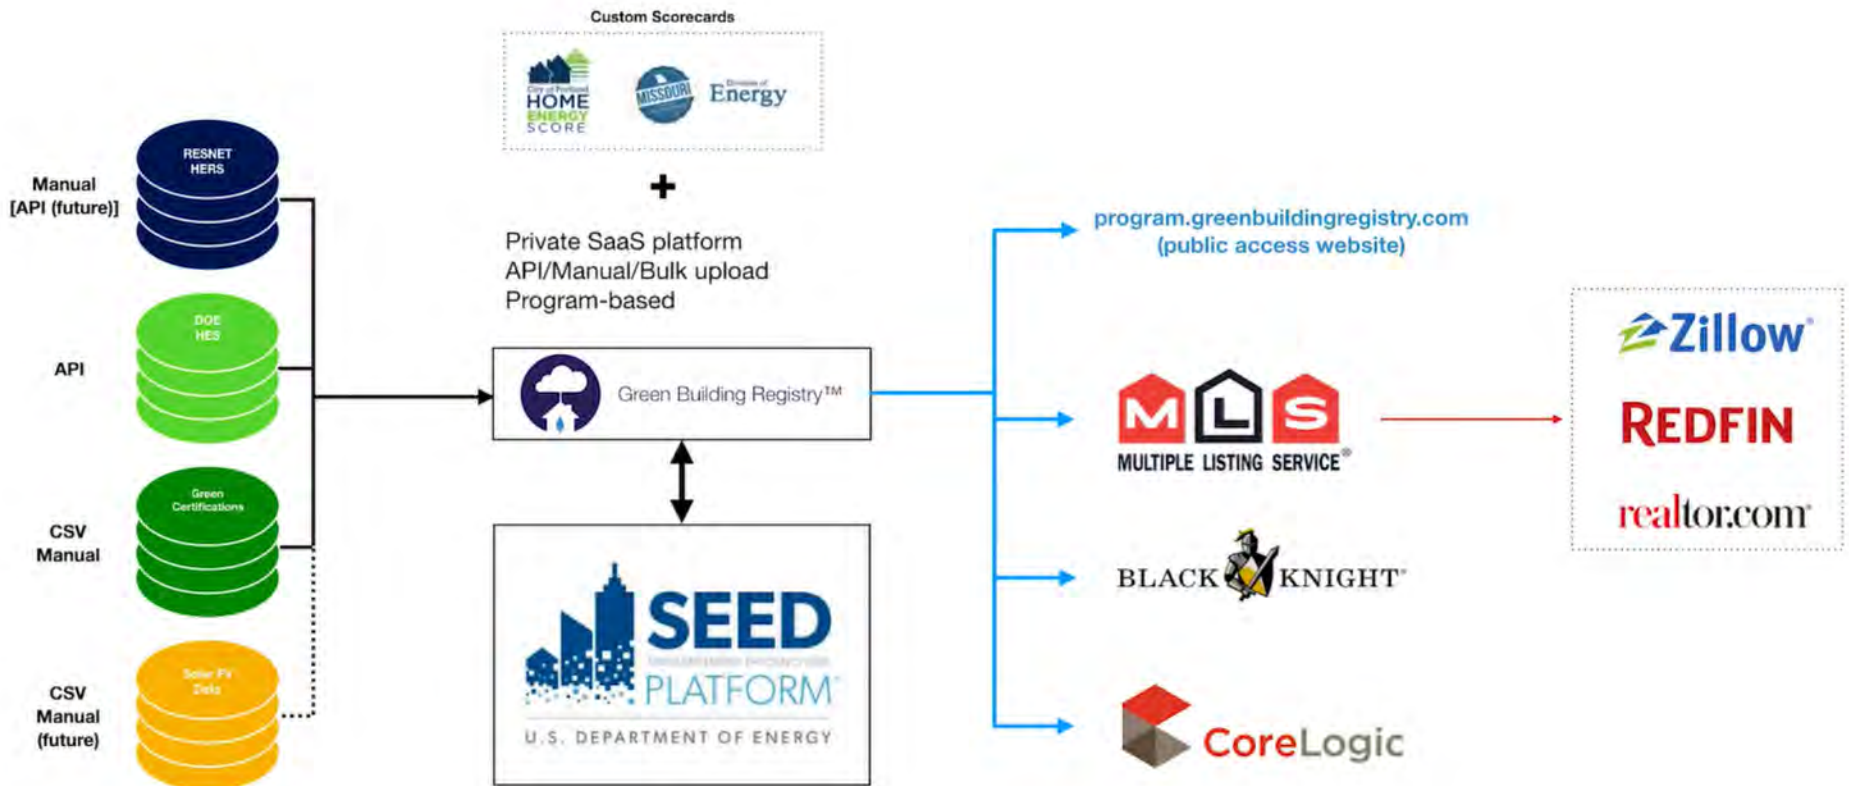 Custom Scorecards
City of Portland
HOME
ENERGY
SCORE
MISSOURI
Division of
Energy
+
Private SaaS platform
API/Manual/Bulk upload
Program-based
Manual
[API (future)]
RESNET
HERS
API
DOE
HES
CSV
Manual
Green
Certifications
CSV
Manual
(future)
Solar PV
Data
Green Building Registry™
SEED
PLATFORM
U.S. DEPARTMENT OF ENERGY
program.greenbuildingregistry.com
(public access website)
MLS
MULTIPLE LISTING SERVICE®
BLACK KNIGHT®
CoreLogic
Zillow®
REDFIN
realtor.com®